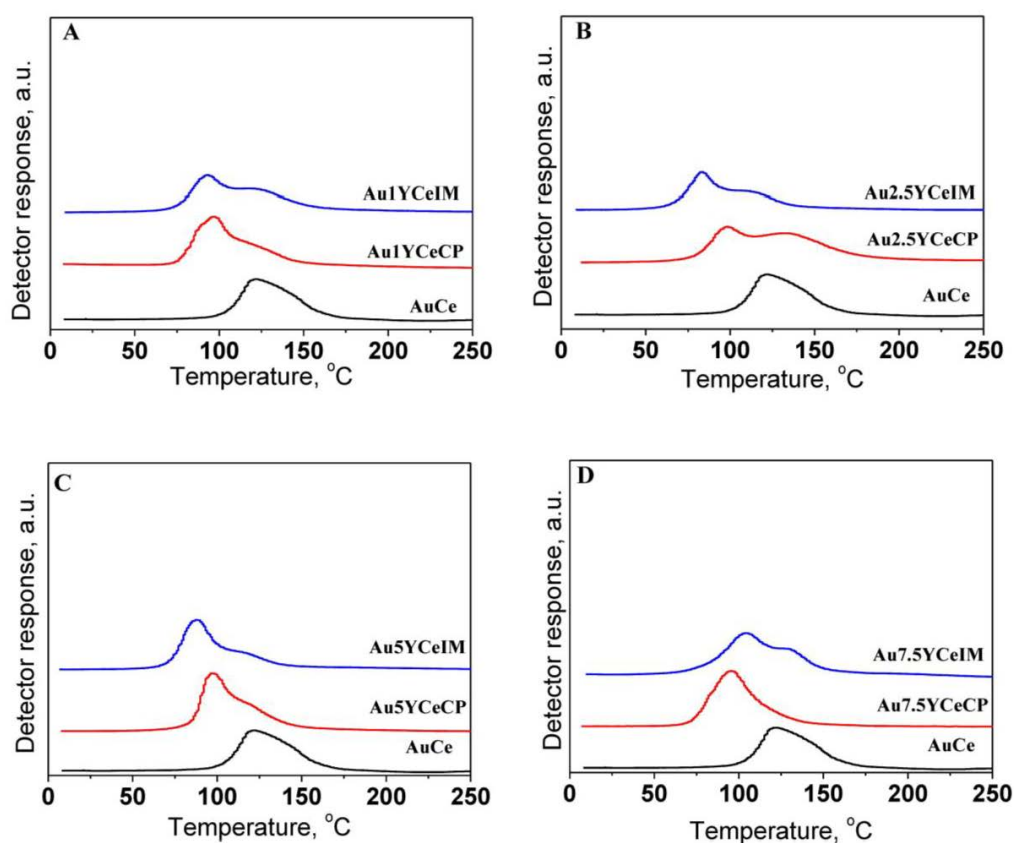 A
Detector response, a.u.
Au1YCeIM
Au1YCeCP
AuCe
0 50 100 150 200 250
Temperature, °C
B
Detector response, a.u.
Au2.5YCeIM
Au2.5YCeCP
AuCe
0 50 100 150 200 250
Temperature, °C
C
Detector response, a.u.
Au5YCeIM
Au5YCeCP
AuCe
0 50 100 150 200 250
Temperature, °C
D
Detector response, a.u.
Au7.5YCeIM
Au7.5YCeCP
AuCe
0 50 100 150 200 250
Temperature, °C